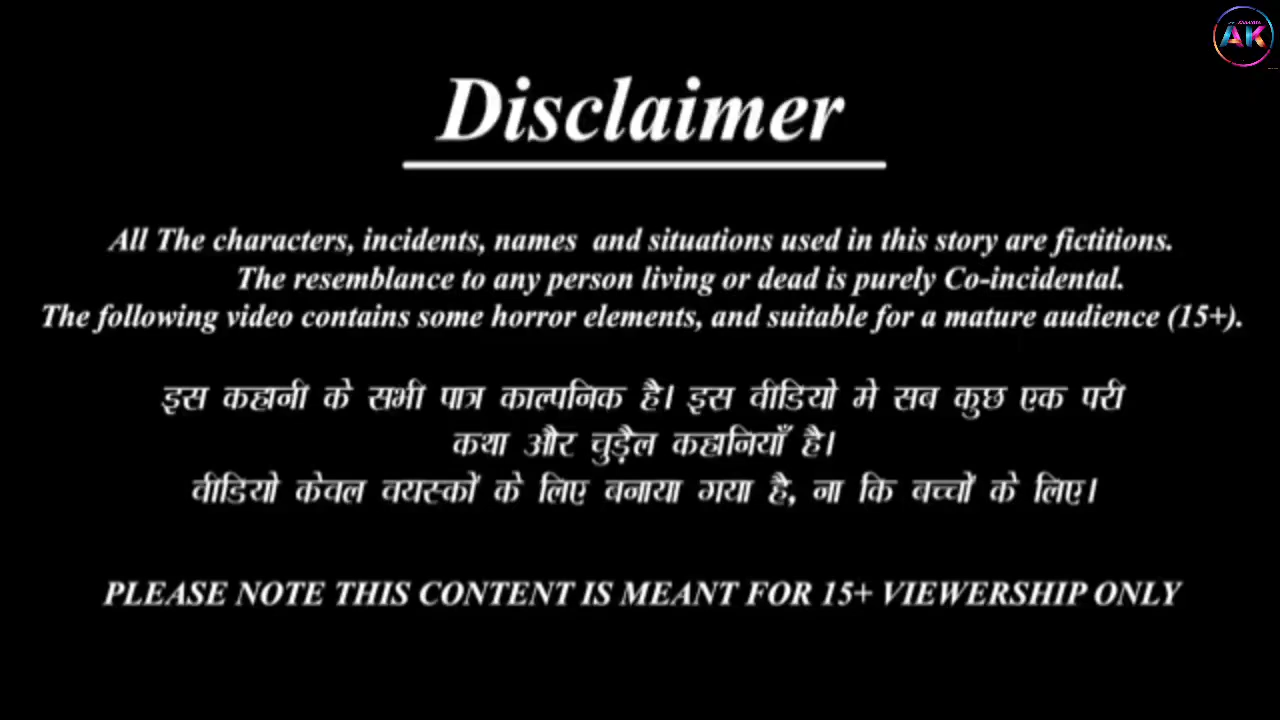 AK
Disclaimer
All The characters, incidents, names and situations used in this story are fictitions.
The resemblance to any person living or dead is purely Co-incidental.
The following video contains some horror elements, and suitable for a mature audience (15+).
इस कहानी के सभी पात्र काल्पनिक है। इस वीडियो मे सब कुछ एक परी
कथा और चुड़ैल कहानियाँ है।
वीडियो केवल वयस्कों के लिए बनाया गया है, ना कि बच्चों के लिए।
PLEASE NOTE THIS CONTENT IS MEANT FOR 15+ VIEWERSHIP ONLY